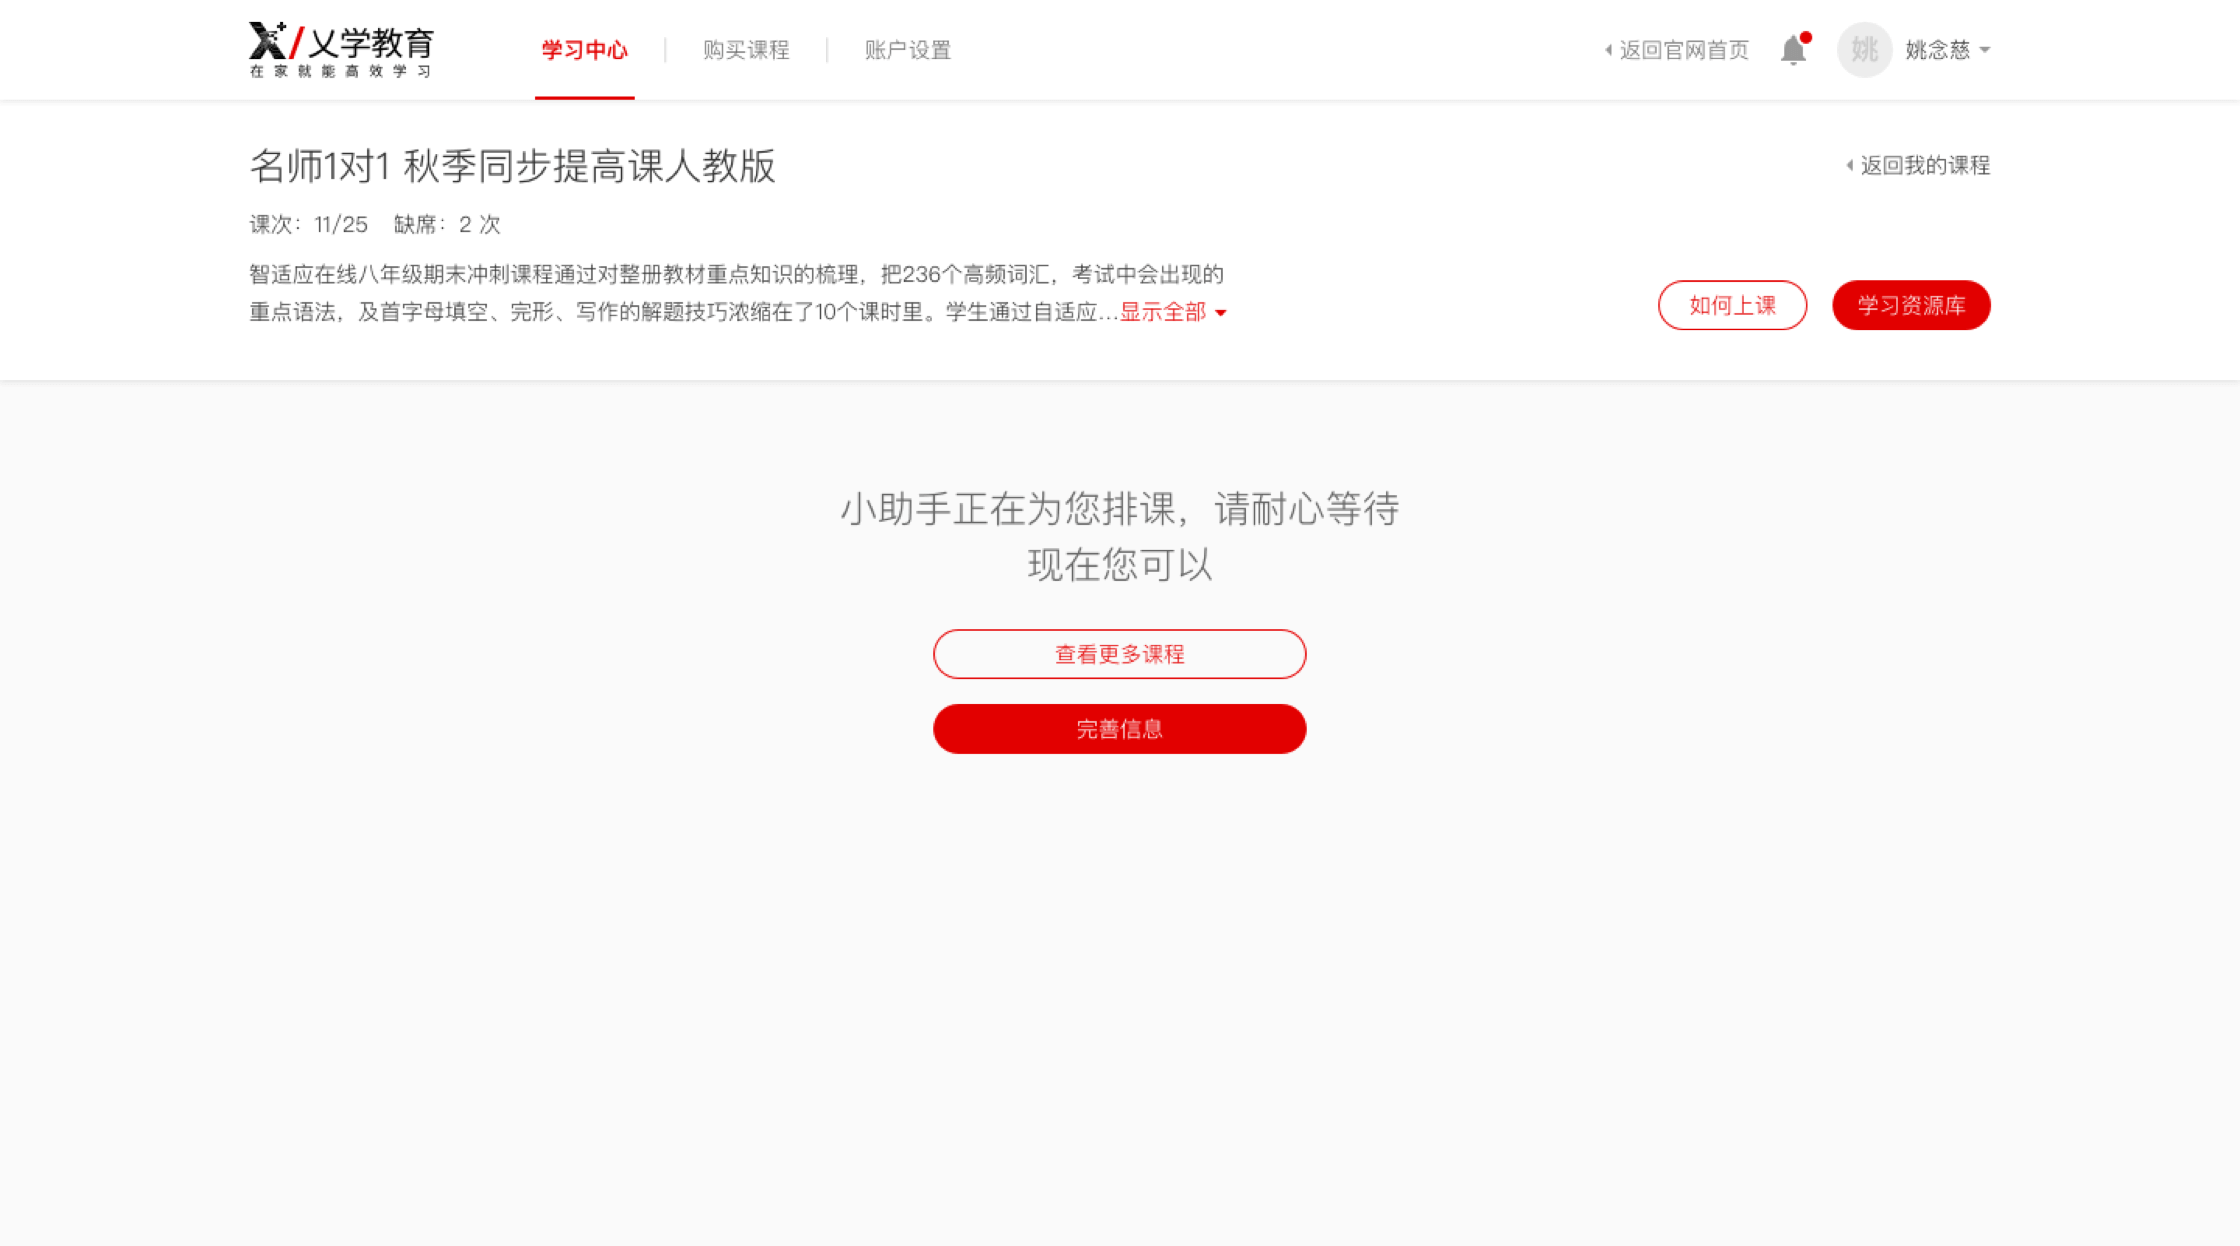 X+/乂学教育
在家就能高效学习
学习中心
购买课程
账户设置
返回官网首页
姚
姚念慈
名师1对1 秋季同步提高课人教版
返回我的课程
课次：11/25 缺席：2 次
智适应在线八年级期末冲刺课程通过对整册教材重点知识的梳理，把236个高频词汇，考试中会出现的
重点语法，及首字母填空、完形、写作的解题技巧浓缩在了10个课时里。学生通过自适应...显示全部
如何上课
学习资源库
小助手正在为您排课，请耐心等待
现在您可以
查看更多课程
完善信息